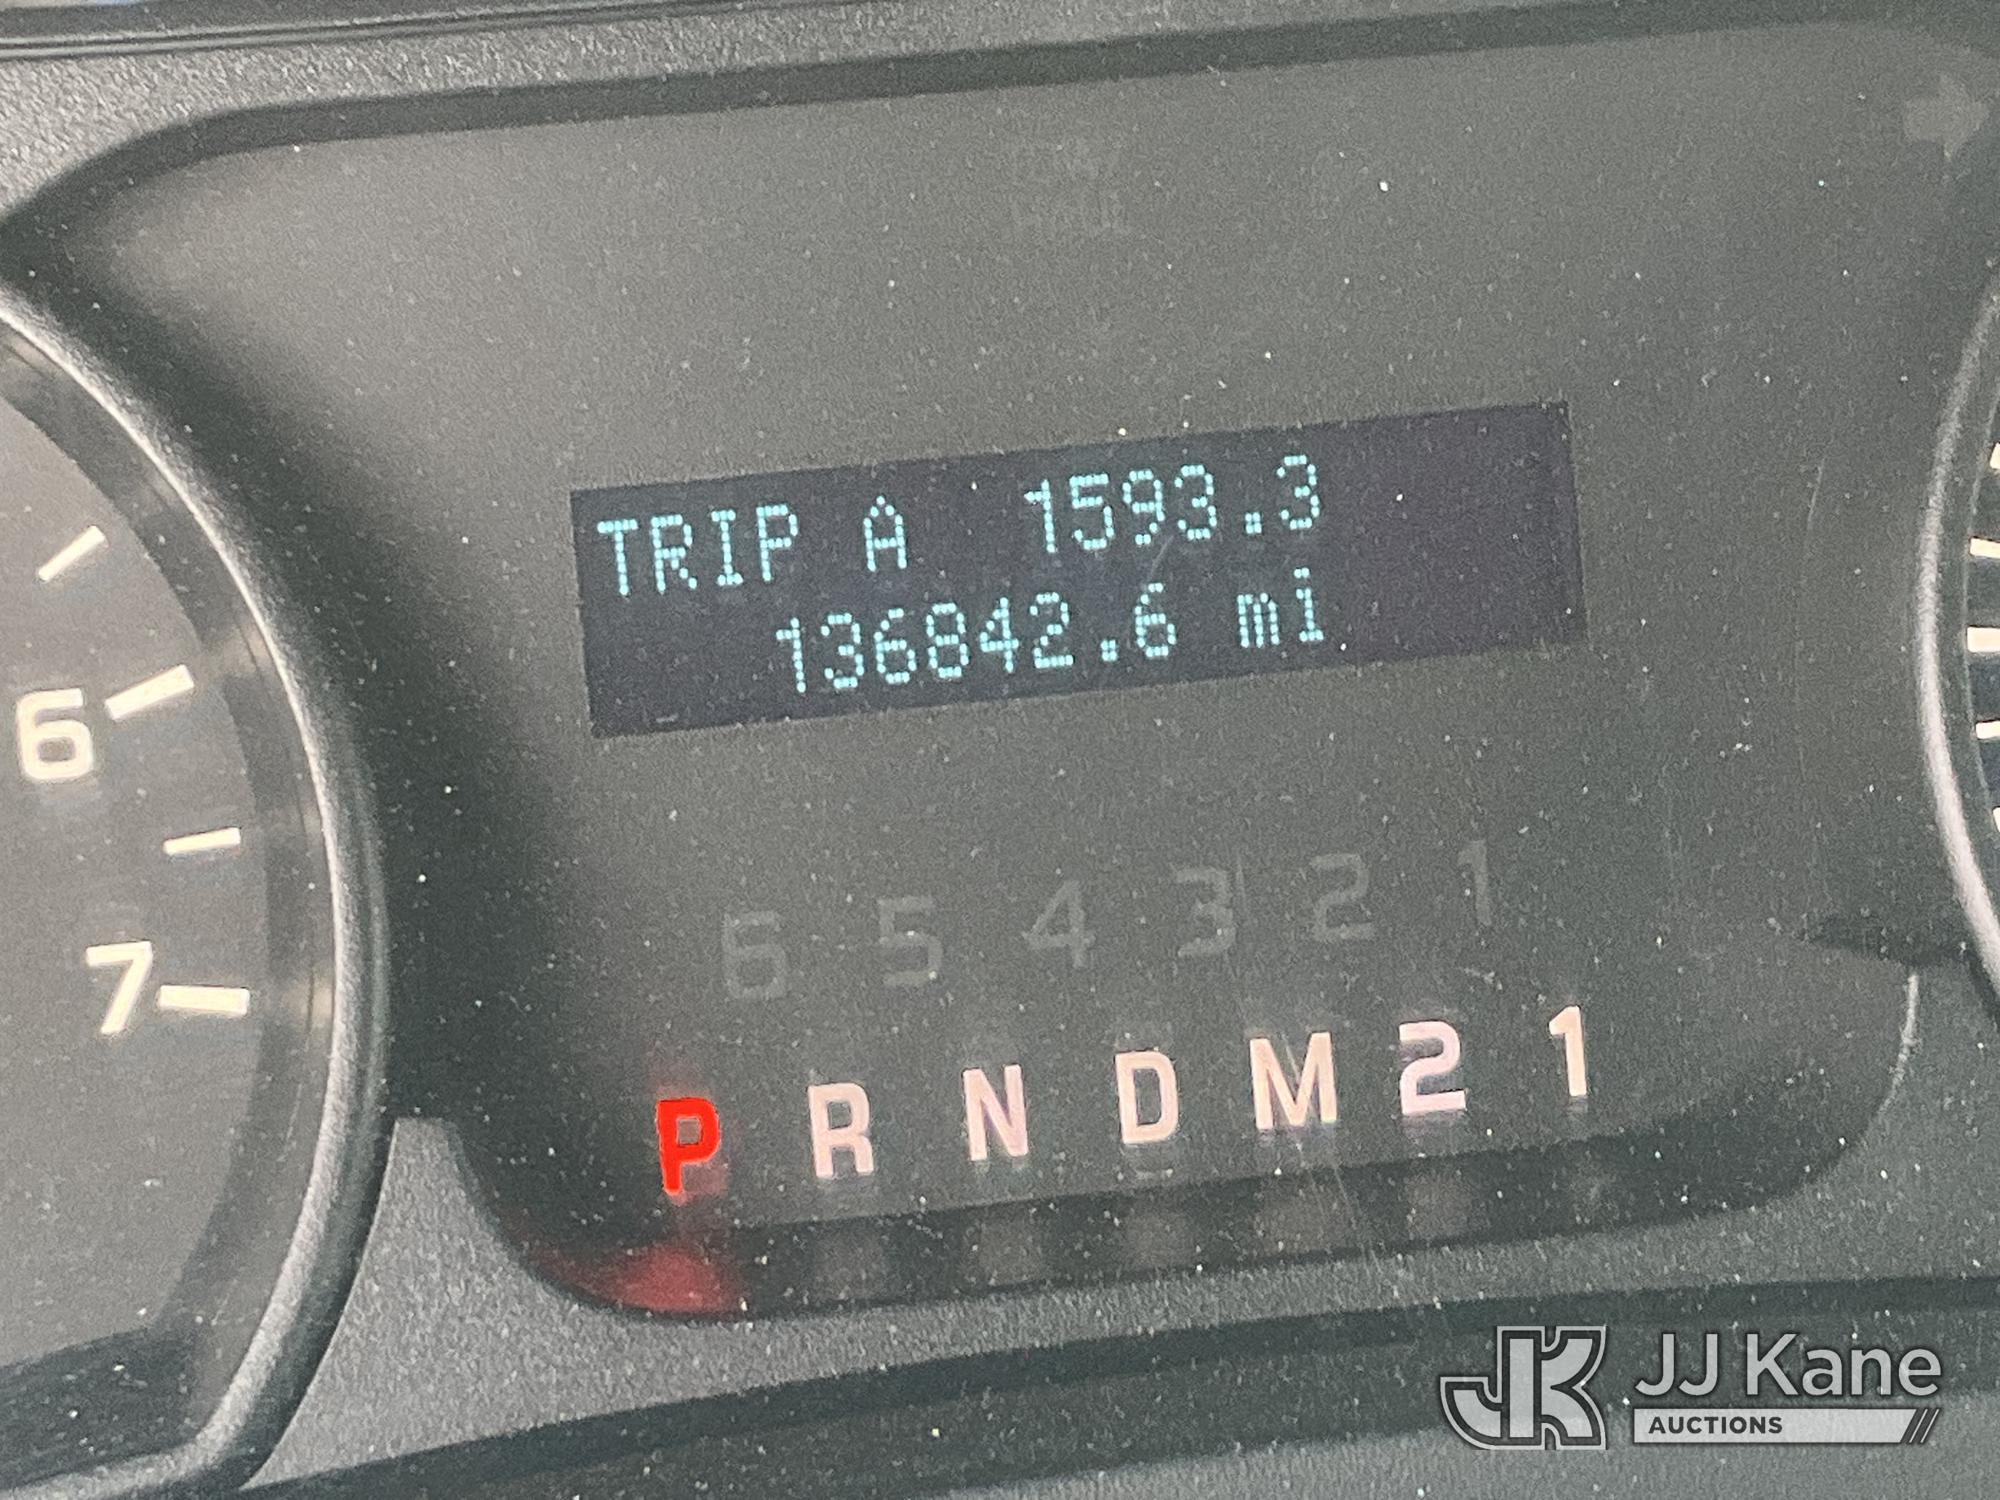 TRIP A 1593.3
136842.6 mi
6
7
6 5 4 3 2 1
P R N D M 2 1
JK JJ Kane
AUCTIONS